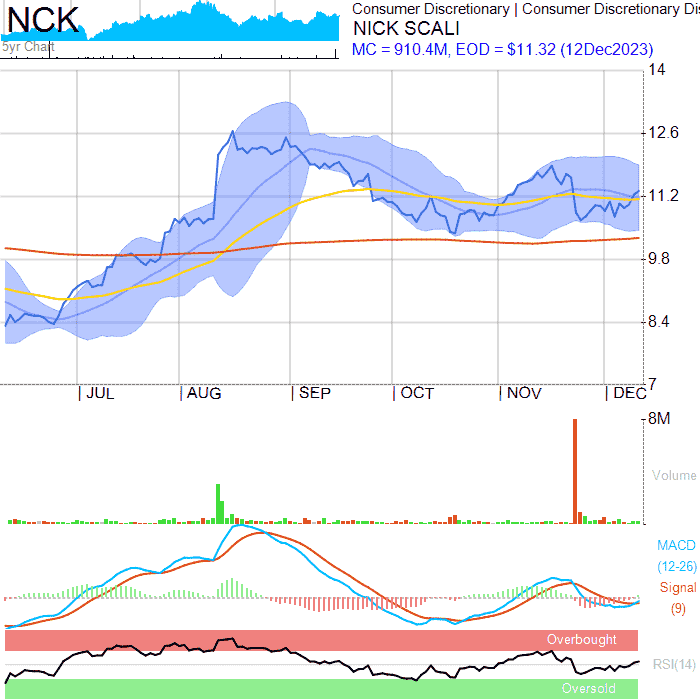 NCK
5yr Chart
Consumer Discretionary | Consumer Discretionary Dis
NICK SCALI
MC = 910.4M, EOD = $11.32 (12Dec2023)
14
12.6
11.2
9.8
8.4
7
| JUL | AUG | SEP | OCT | NOV | DEC
8M
Volume
MACD
(12-26)
Signal
(9)
Overbought
RSI(14)
Oversold